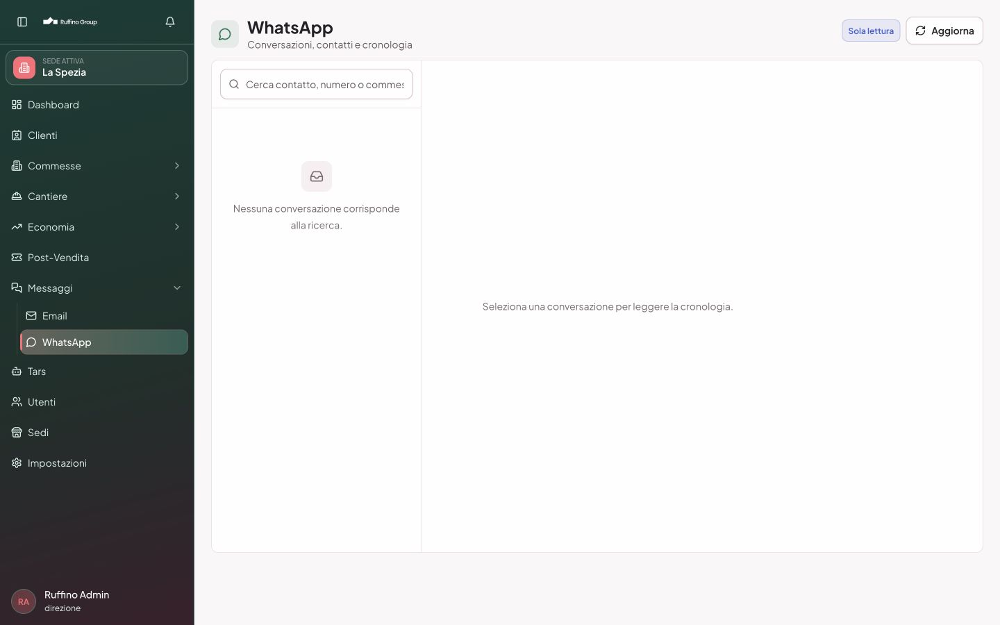 Ruffino Group
SEDE ATTIVA
La Spezia
Dashboard
Clienti
Commesse
Cantiere
Economia
Post-Vendita
Messaggi
Email
WhatsApp
Tars
Utenti
Sedi
Impostazioni
RA
Ruffino Admin
direzione
WhatsApp
Conversazioni, contatti e cronologia
Sola lettura
Aggiorna
Cerca contatto, numero o commes
Nessuna conversazione corrisponde
alla ricerca.
Seleziona una conversazione per leggere la cronologia.